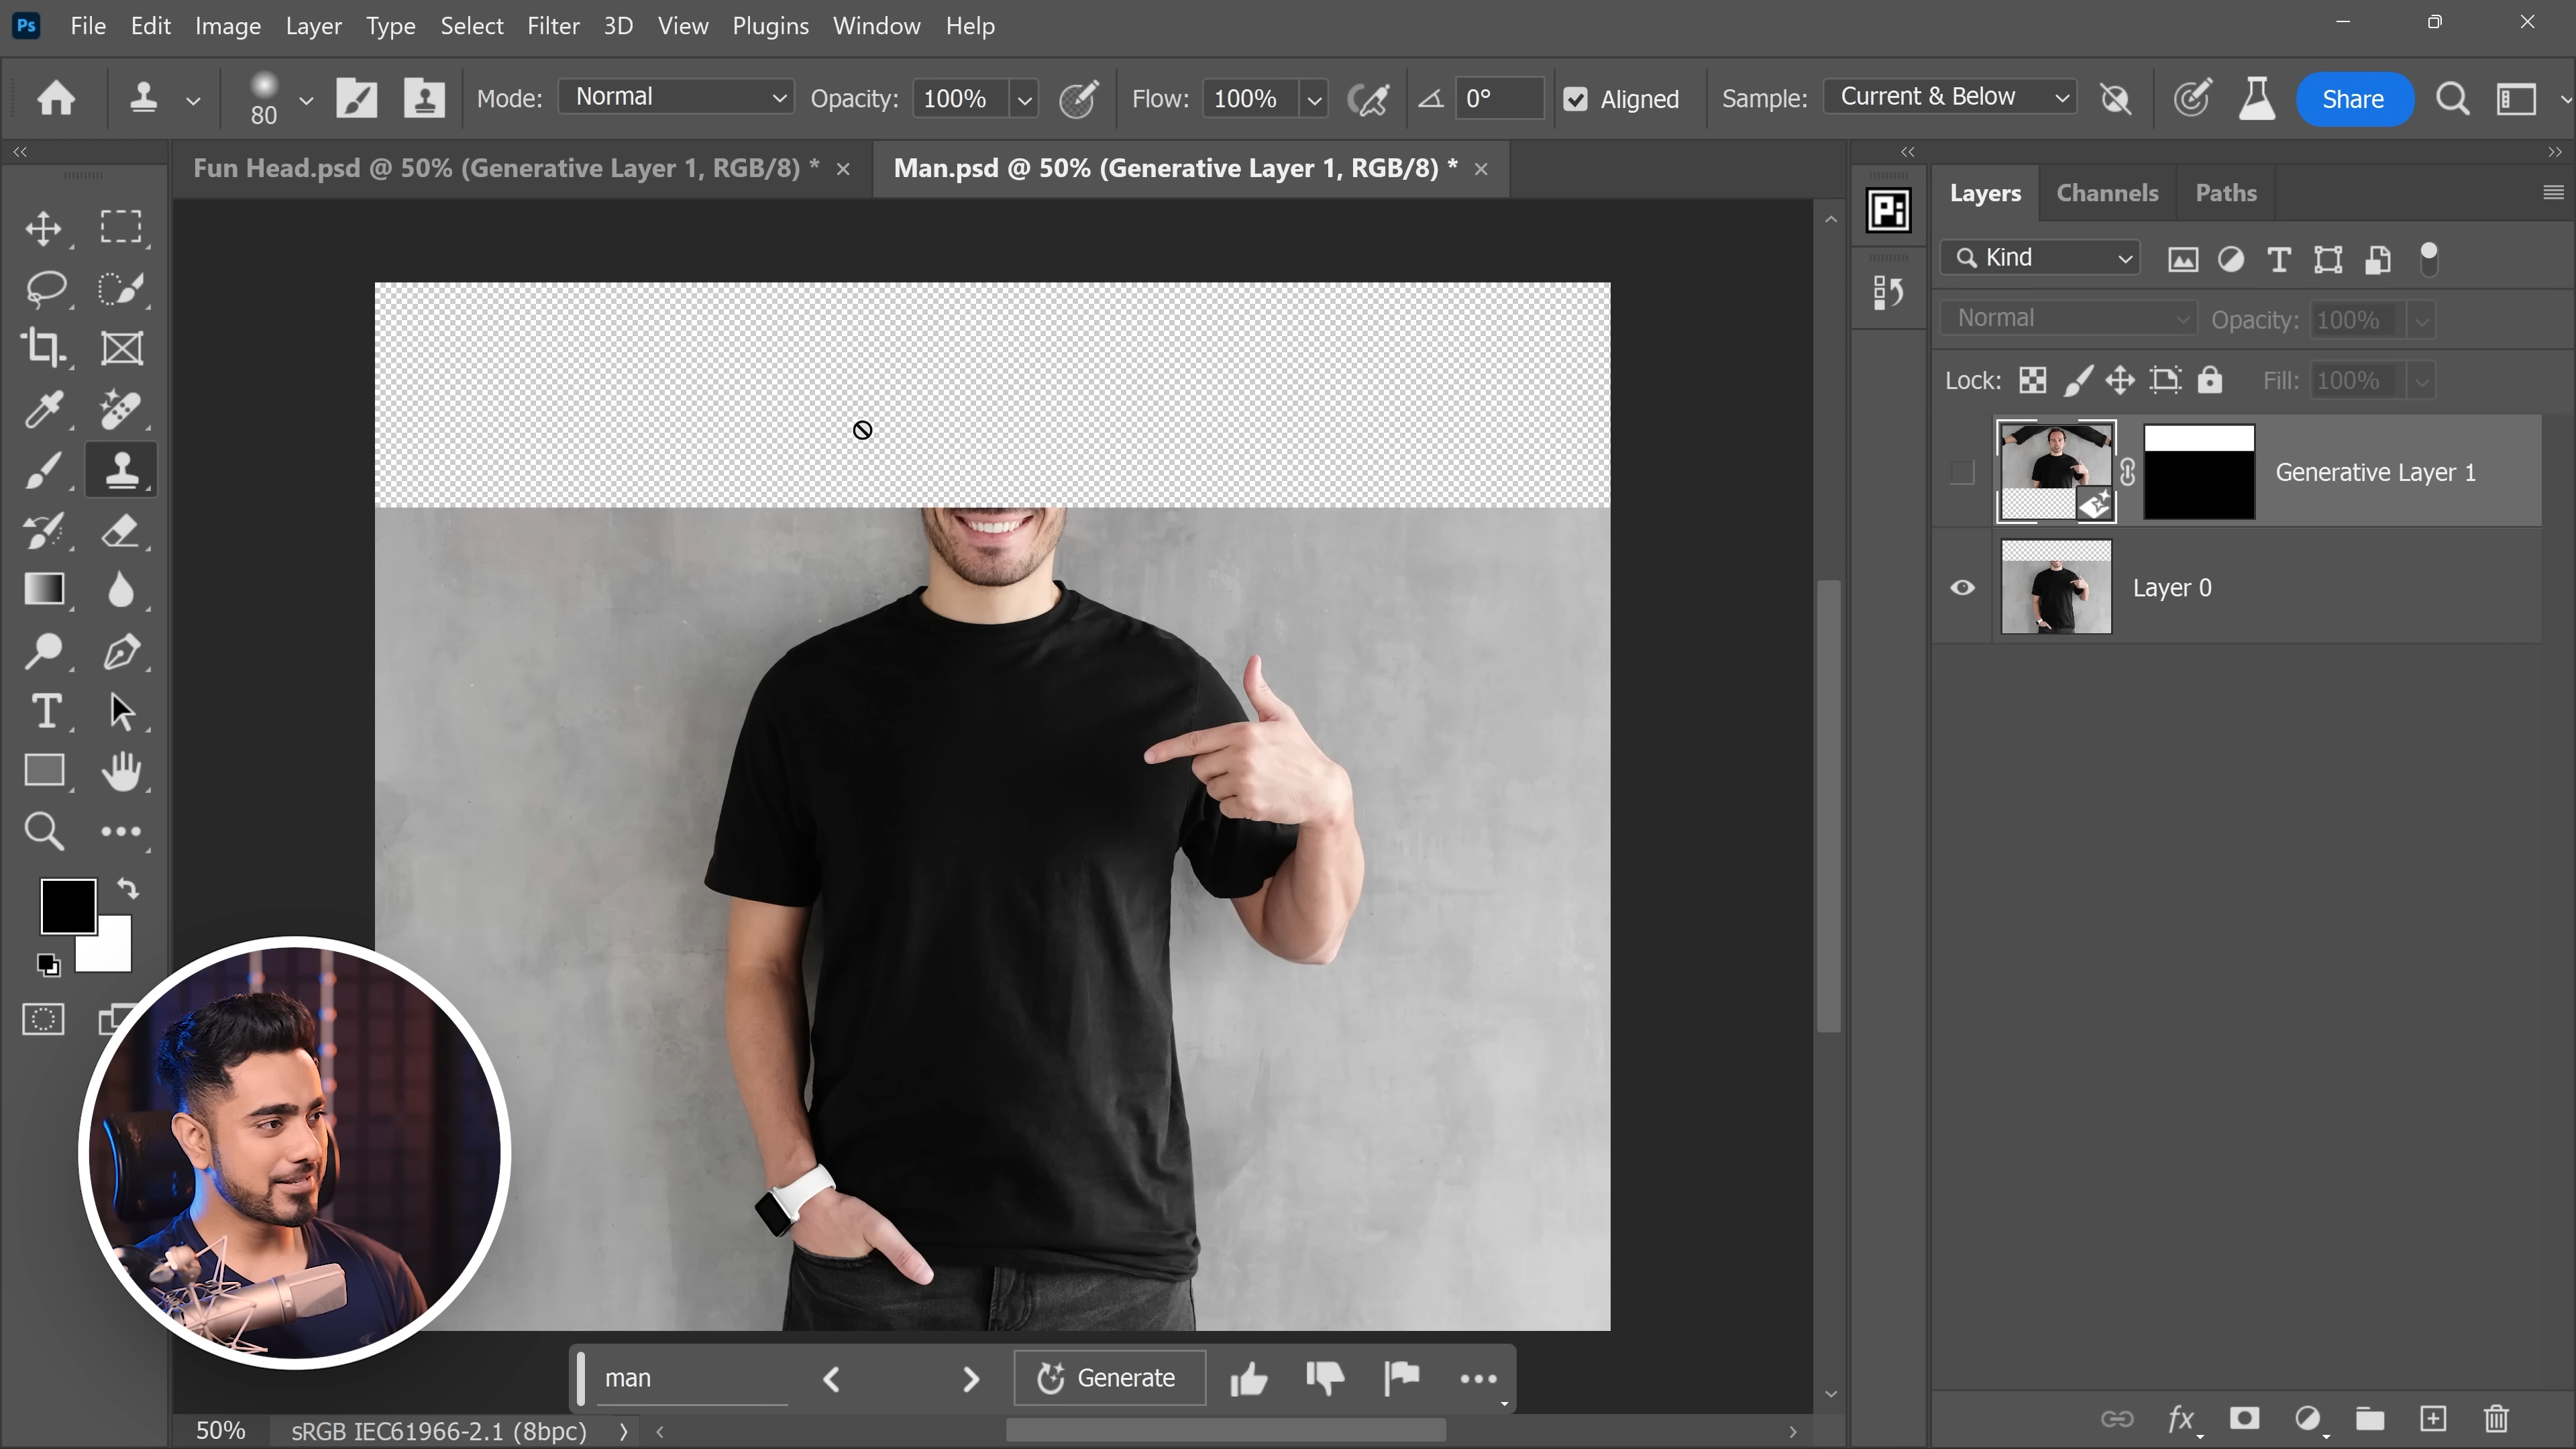 Ps File Edit Image Layer Type Select Filter 3D View Plugins Window Help
80 Mode: Normal Opacity: 100% Flow: 100% 0° Aligned Sample: Current & Below Share
Fun Head.psd @ 50% (Generative Layer 1, RGB/8) * Man.psd @ 50% (Generative Layer 1, RGB/8) *
Pi
Layers Channels Paths
Kind
Normal Opacity: 100%
Lock: Fill: 100%
Generative Layer 1
Layer 0
man Generate
50% sRGB IEC61966-2.1 (8bpc)
fx